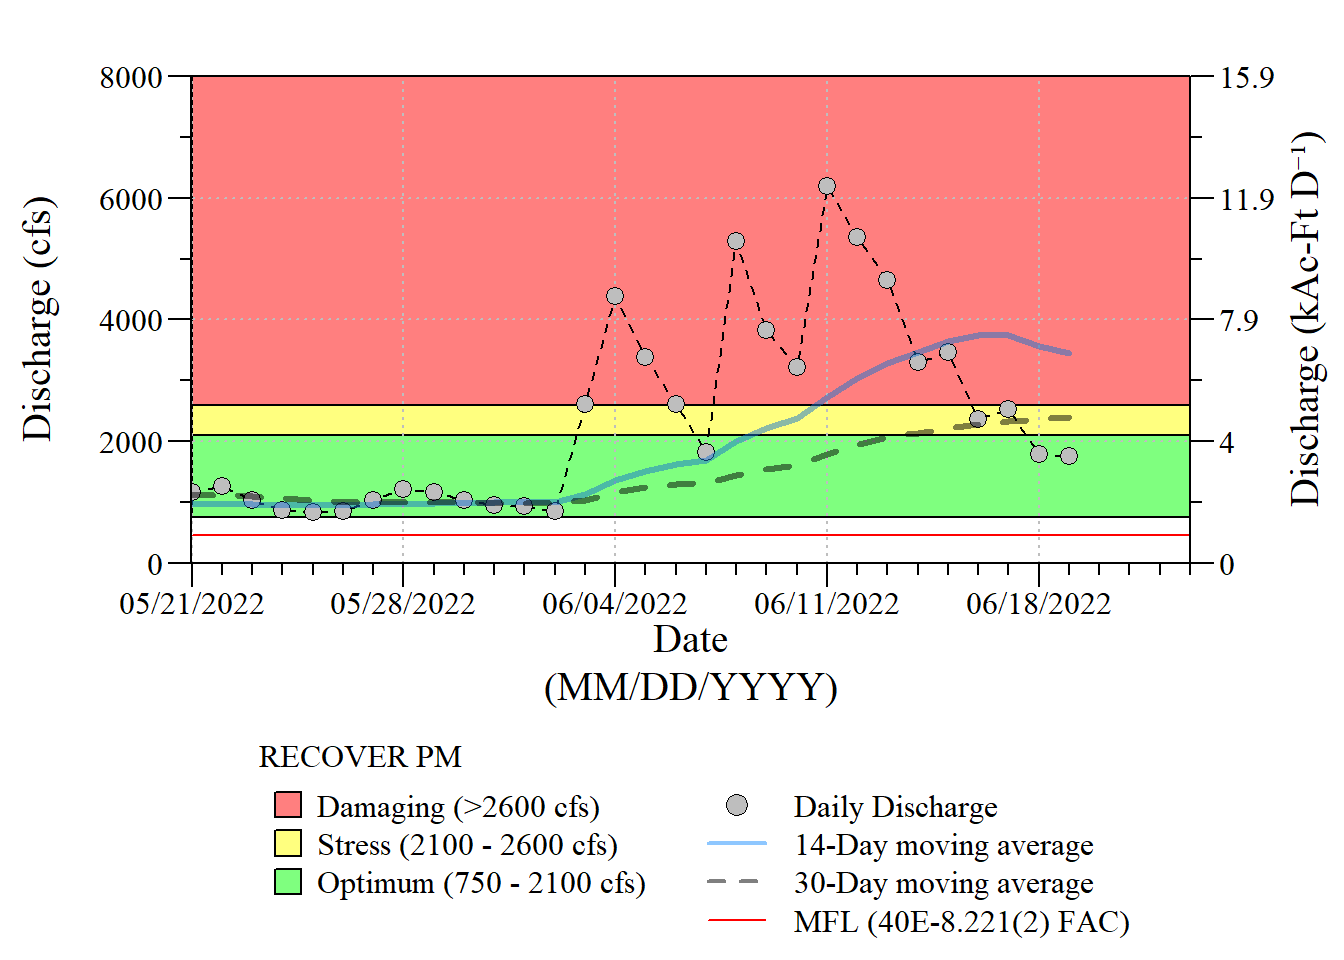 8000
6000
4000
2000
0
Discharge (cfs)
15.9
11.9
7.9
4
0
Discharge (kAc-Ft D⁻¹)
05/21/2022 05/28/2022 06/04/2022 06/11/2022 06/18/2022
Date
(MM/DD/YYYY)
RECOVER PM
Damaging (>2600 cfs)
Stress (2100 - 2600 cfs)
Optimum (750 - 2100 cfs)
Daily Discharge
14-Day moving average
30-Day moving average
MFL (40E-8.221(2) FAC)